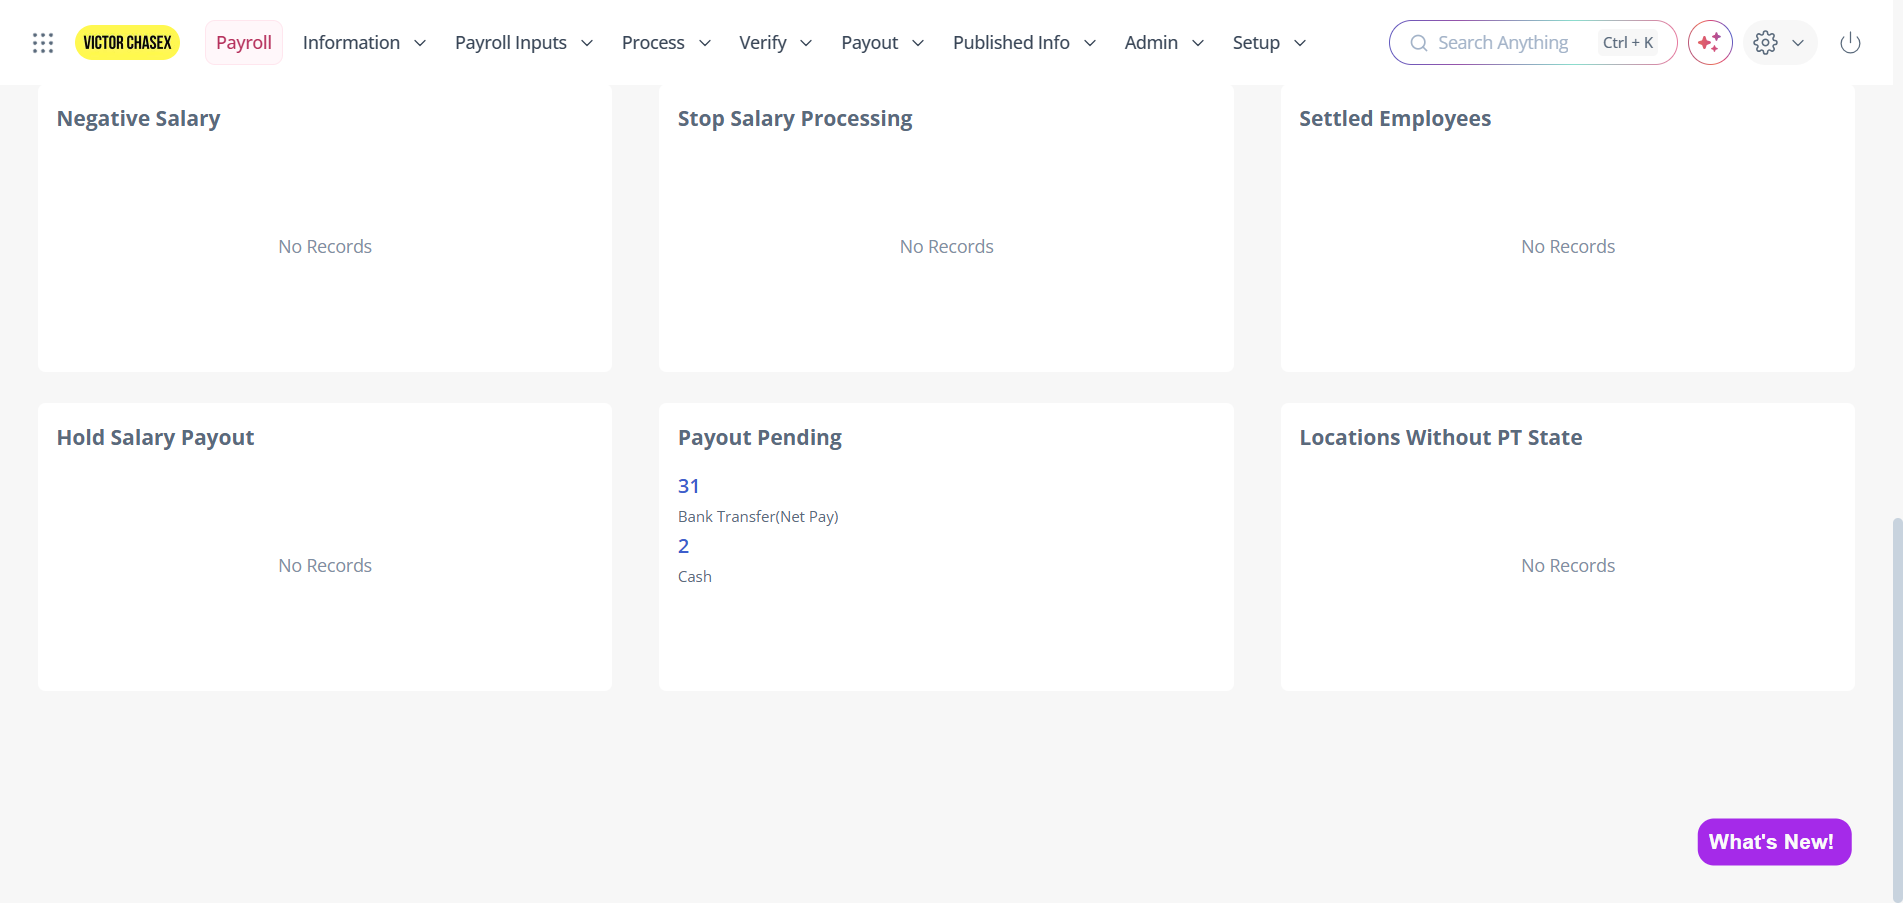 VICTOR CHASEX Payroll Information Payroll Inputs Process Verify Payout Published Info Admin Setup Search Anything Ctrl + K
Negative Salary
No Records
Stop Salary Processing
No Records
Settled Employees
No Records
Hold Salary Payout
No Records
Payout Pending
31
Bank Transfer(Net Pay)
2
Cash
Locations Without PT State
No Records
What's New!